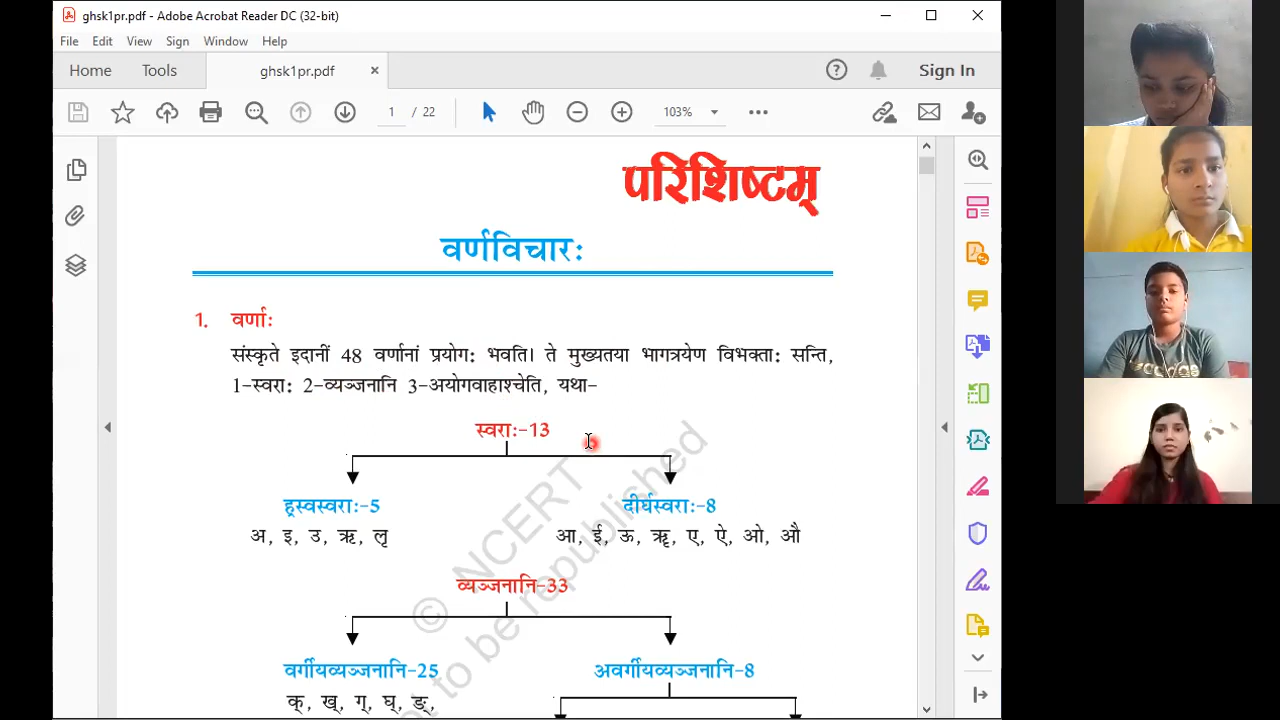 ghsk1pr.pdf - Adobe Acrobat Reader DC (32-bit)
File Edit View Sign Window Help
Home Tools ghsk1pr.pdf Sign In
1 / 22 103%
परिशिष्टम्
वर्णविचारः
1. वर्णाः
संस्कृते इदानीं 48 वर्णानां प्रयोगः भवति। ते मुख्यतया भागत्रयेण विभक्ताः सन्ति,
1-स्वराः 2-व्यञ्जनानि 3-अयोगवाहाश्चेति, यथा-
स्वराः-13
ह्रस्वस्वराः-5 दीर्घस्वराः-8
अ, इ, उ, ऋ, लृ आ, ई, ऊ, ॠ, ए, ऐ, ओ, औ
व्यञ्जनानि-33
वर्गीयव्यञ्जनानि-25 अवर्गीयव्यञ्जनानि-8
क्, ख्, ग्, घ्, ङ्,
© NCERT
not to be republished